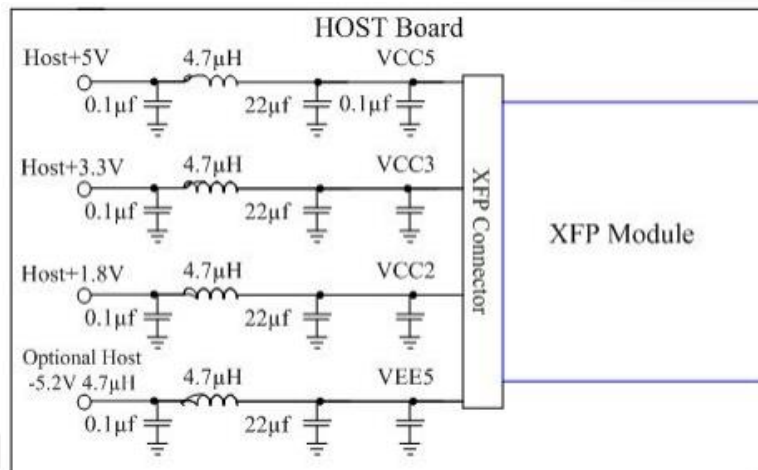 HOST Board
Host+5V 4.7μH VCC5
0.1μf 22μf 0.1μf
Host+3.3V 4.7μH VCC3
0.1μf 22μf
XFP Connector
XFP Module
Host+1.8V 4.7μH VCC2
0.1μf 22μf
Optional Host
-5.2V 4.7μH 4.7μH VEE5
0.1μf 22μf